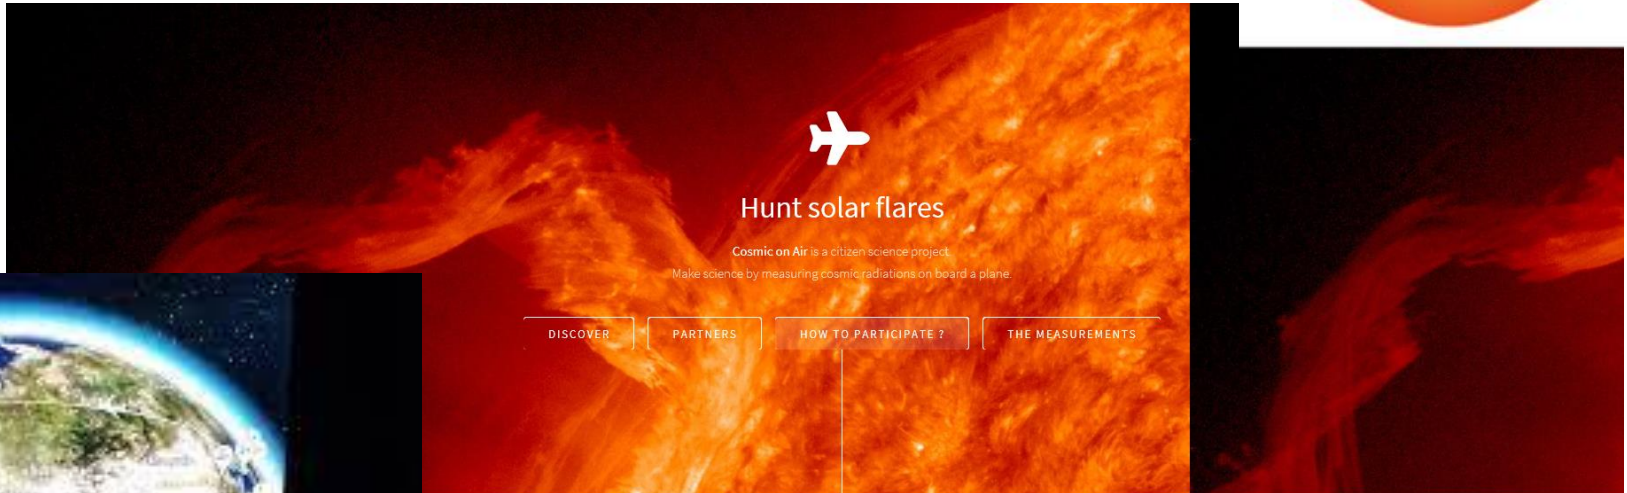 Hunt solar flares
Cosmic on Air is a citizen science project.
Make science by measuring cosmic radiations on board a plane.
DISCOVER
PARTNERS
HOW TO PARTICIPATE ?
THE MEASUREMENTS